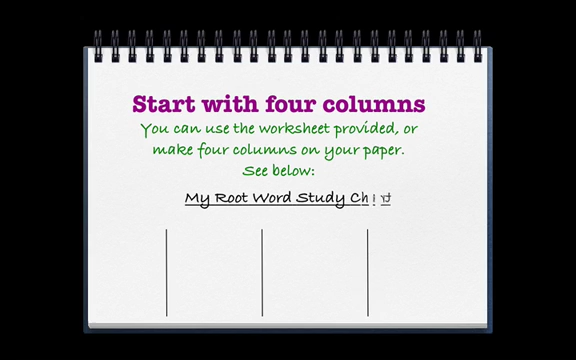 Start with four columns
You can use the worksheet provided, or
make four columns on your paper.
See below:
My Root Word Study